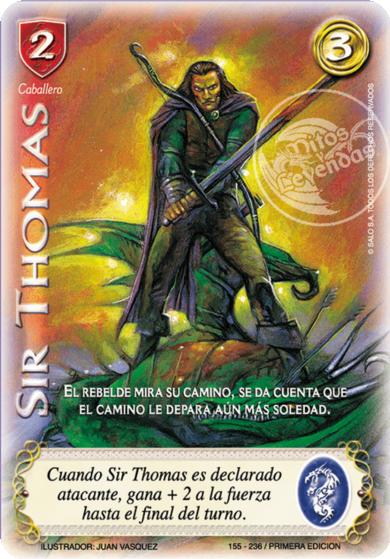 2
3
Caballero
SIR THOMAS
Mitos y
Leyendas
© SALO S.A. TODOS LOS DERECHOS RESERVADOS
EL REBELDE MIRA SU CAMINO, SE DA CUENTA QUE
EL CAMINO LE DEPARA AÚN MÁS SOLEDAD.
Cuando Sir Thomas es declarado
atacante, gana + 2 a la fuerza
hasta el final del turno.
ILUSTRADOR: JUAN VASQUEZ
155 - 236 / PRIMERA EDICION